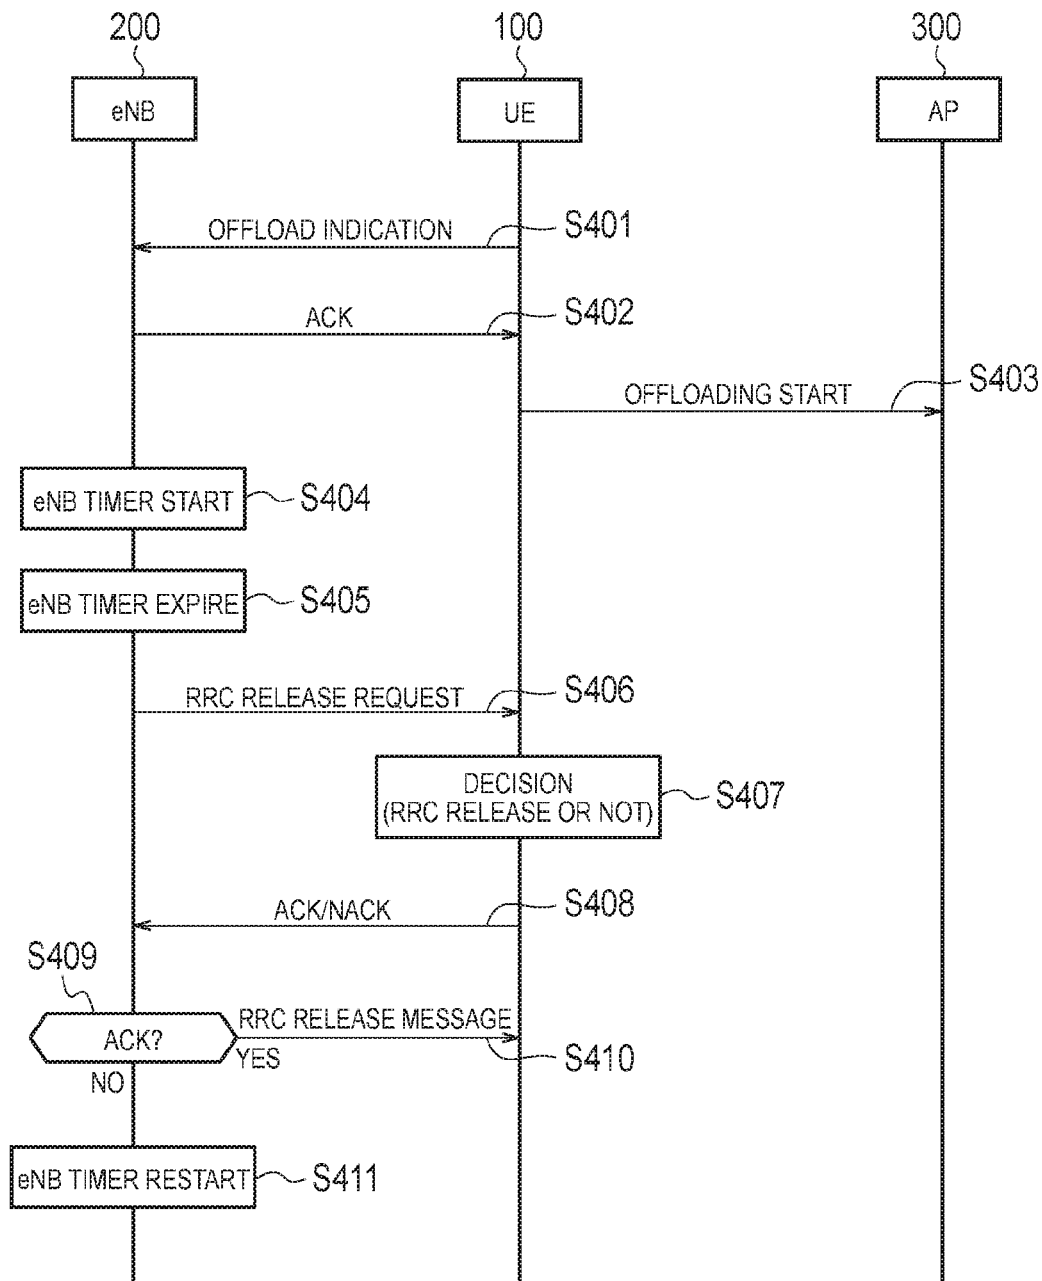 200
100
300
eNB
UE
AP
OFFLOAD INDICATION
S401
ACK
S402
OFFLOADING START
S403
eNB TIMER START
S404
eNB TIMER EXPIRE
S405
RRC RELEASE REQUEST
S406
DECISION
(RRC RELEASE OR NOT)
S407
ACK/NACK
S408
S409
ACK?
RRC RELEASE MESSAGE
YES
S410
NO
eNB TIMER RESTART
S411